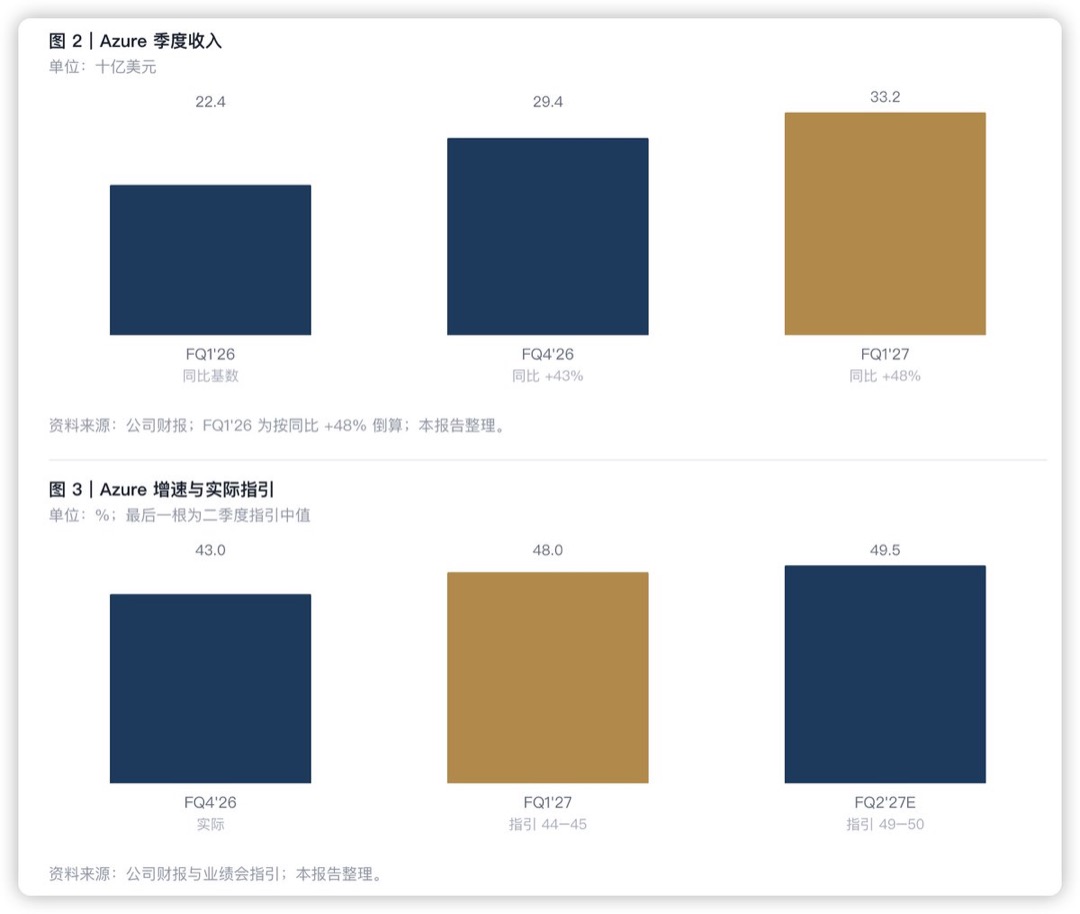 图 2｜Azure 季度收入
单位：十亿美元
22.4
29.4
33.2
FQ1'26
FQ4'26
FQ1'27
同比基数
同比 +43%
同比 +48%
资料来源：公司财报；FQ1'26 为按同比 +48% 倒算；本报告整理。
图 3｜Azure 增速与实际指引
单位：%；最后一根为二季度指引中值
43.0
48.0
49.5
FQ4'26
FQ1'27
FQ2'27E
实际
指引 44—45
指引 49—50
资料来源：公司财报与业绩会指引；本报告整理。